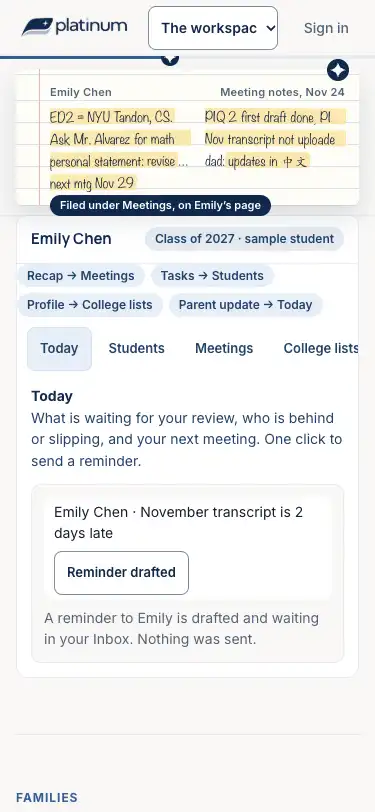 platinum
The workspac
Sign in
Emily Chen
Meeting notes, Nov 24
ED2 = NYU Tandon, CS.
Ask Mr. Alvarez for math
personal statement: revise ...
next mtg Nov 29
PIQ 2 first draft done, PI
Nov transcript not uploade
dad: updates in 中文
Filed under Meetings, on Emily's page
Emily Chen
Class of 2027 · sample student
Recap → Meetings
Tasks → Students
Profile → College lists
Parent update → Today
Today
Students
Meetings
College lists
Today
What is waiting for your review, who is behind
or slipping, and your next meeting. One click to
send a reminder.
Emily Chen · November transcript is 2
days late
Reminder drafted
A reminder to Emily is drafted and waiting
in your Inbox. Nothing was sent.
FAMILIES